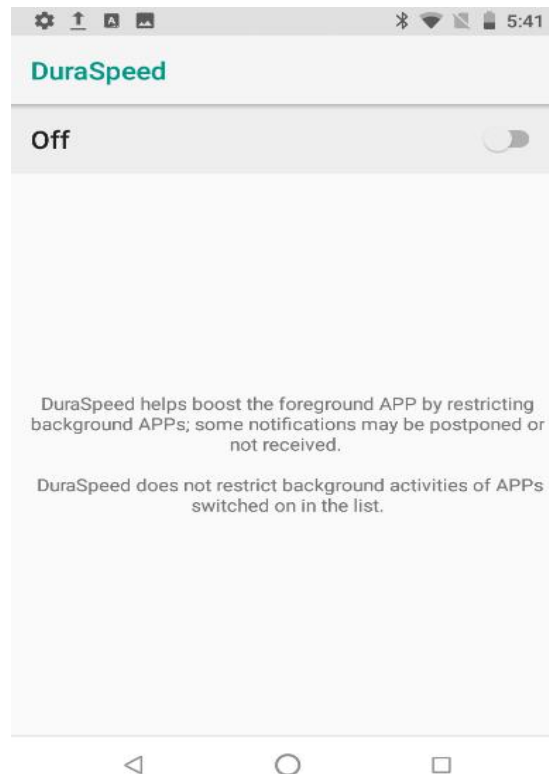 5:41
DuraSpeed
Off
DuraSpeed helps boost the foreground APP by restricting
background APPs; some notifications may be postponed or
not received.
DuraSpeed does not restrict background activities of APPs
switched on in the list.